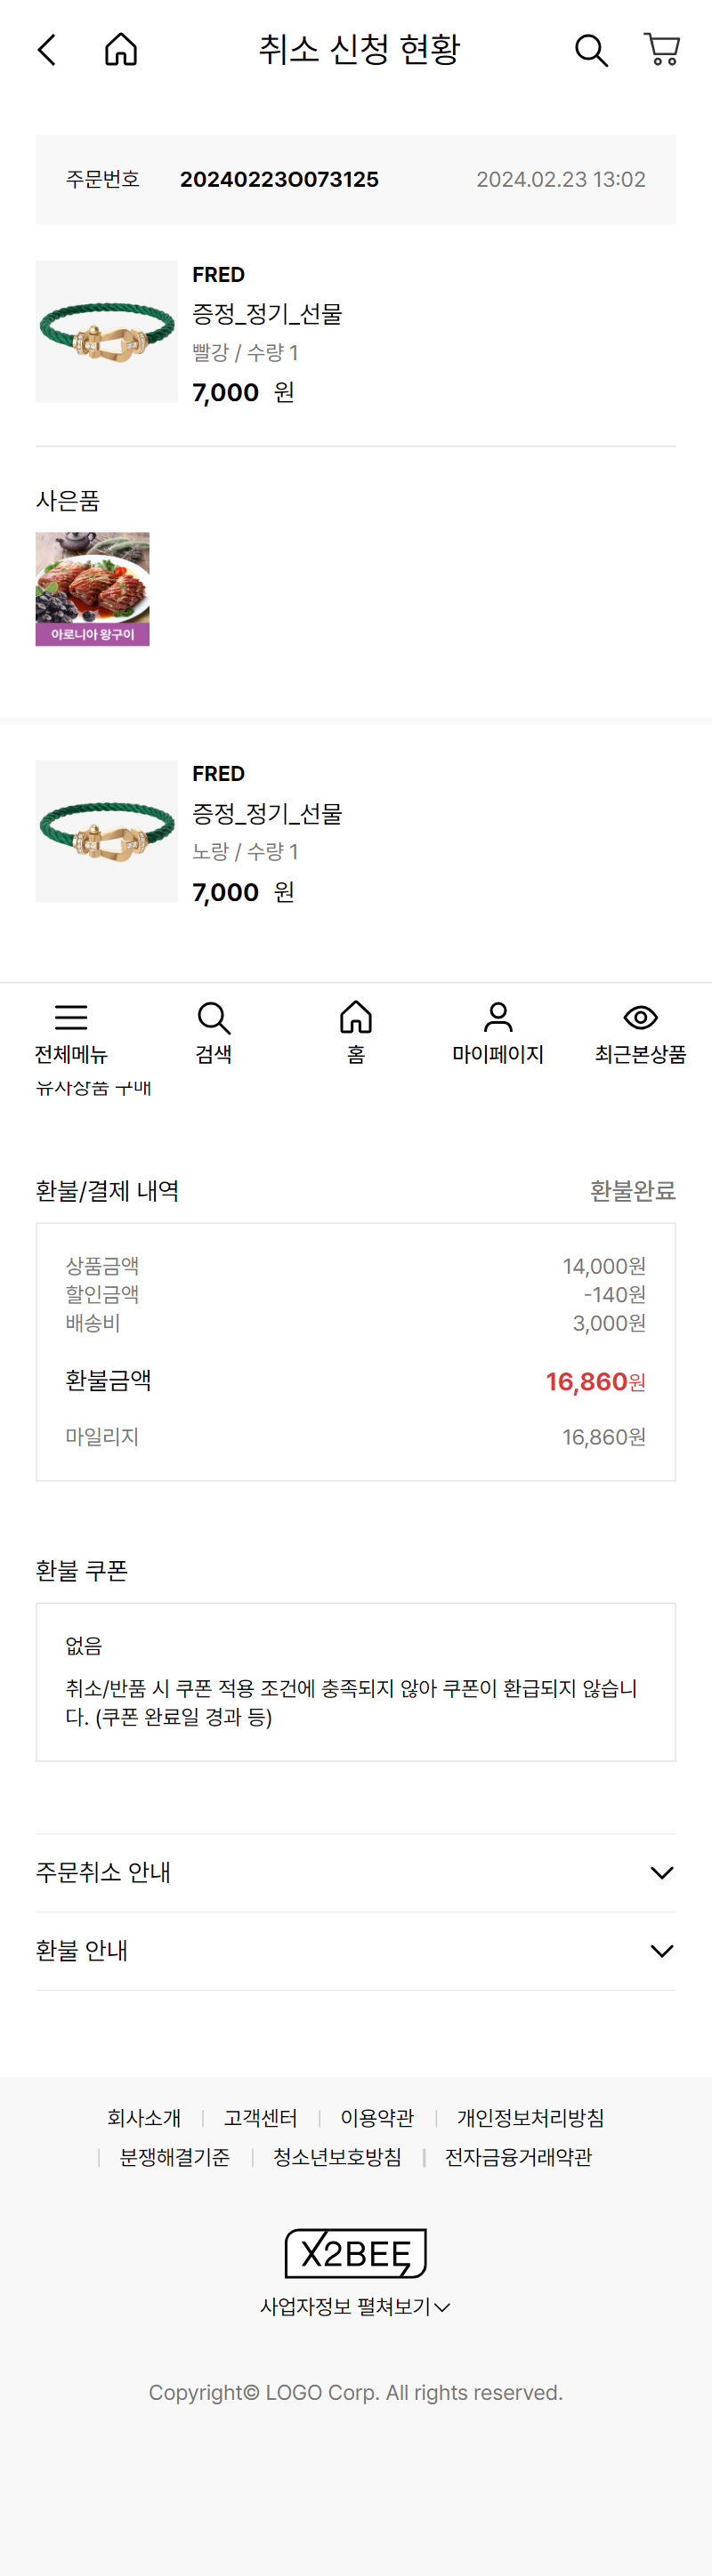 취소 신청 현황
주문번호 20240223O073125 2024.02.23 13:02
FRED
증정_정기_선물
빨강 / 수량 1
7,000 원
사은품
아로니아 왕구이
FRED
증정_정기_선물
노랑 / 수량 1
7,000 원
전체메뉴 검색 홈 마이페이지 최근본상품
유사상품 구매
환불/결제 내역 환불완료
상품금액 14,000원
할인금액 -140원
배송비 3,000원
환불금액 16,860원
마일리지 16,860원
환불 쿠폰
없음
취소/반품 시 쿠폰 적용 조건에 충족되지 않아 쿠폰이 환급되지 않습니
다. (쿠폰 완료일 경과 등)
주문취소 안내
환불 안내
회사소개 | 고객센터 | 이용약관 | 개인정보처리방침
| 분쟁해결기준 | 청소년보호방침 | 전자금융거래약관
X2BEE
사업자정보 펼쳐보기
Copyright© LOGO Corp. All rights reserved.